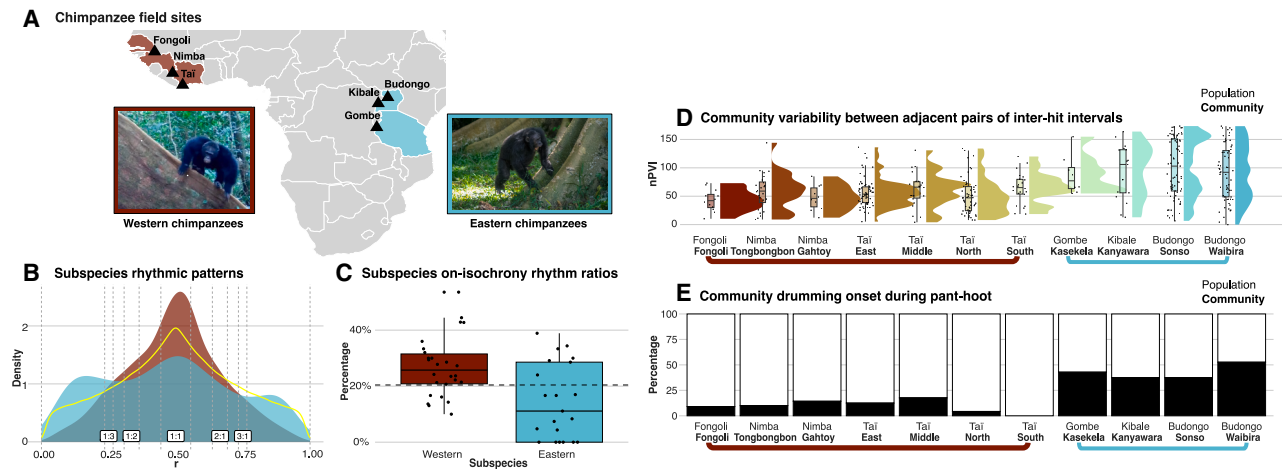 A Chimpanzee field sites
Fongoli
Nimba
Taï
Budongo
Kibale
Gombe
Western chimpanzees
Eastern chimpanzees
B Subspecies rhythmic patterns
Density
2
1
0
1:3
1:2
1:1
2:1
3:1
0.00
0.25
0.50
0.75
1.00
r
C Subspecies on-isochrony rhythm ratios
Percentage
40%
20%
0%
Western
Eastern
Subspecies
D Community variability between adjacent pairs of inter-hit intervals
Population
Community
nPVI
150
100
50
0
Fongoli Nimba Nimba Taï Taï Taï Taï Gombe Kibale Budongo Budongo
Fongoli Tongbongbon Gahtoy East Middle North South Kasekela Kanyawara Sonso Waibira
E Community drumming onset during pant-hoot
Population
Community
Percentage
100
75
50
25
0
Fongoli Nimba Nimba Taï Taï Taï Taï Gombe Kibale Budongo Budongo
Fongoli Tongbongbon Gahtoy East Middle North South Kasekela Kanyawara Sonso Waibira